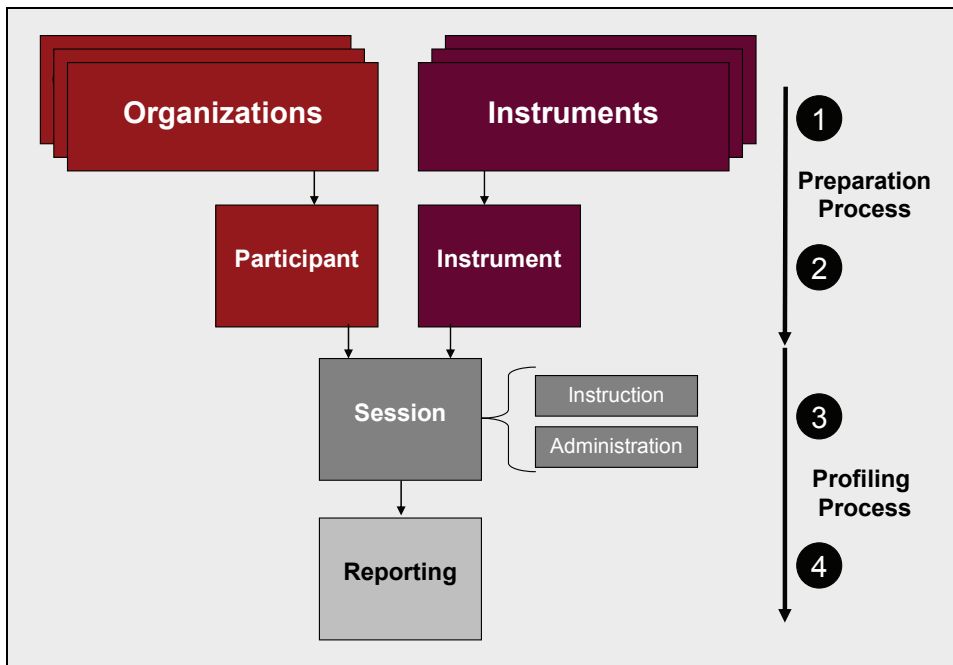 Organizations
Instruments
1
Preparation
Process
Participant
Instrument
2
Session
Instruction
Administration
3
Profiling
Process
Reporting
4